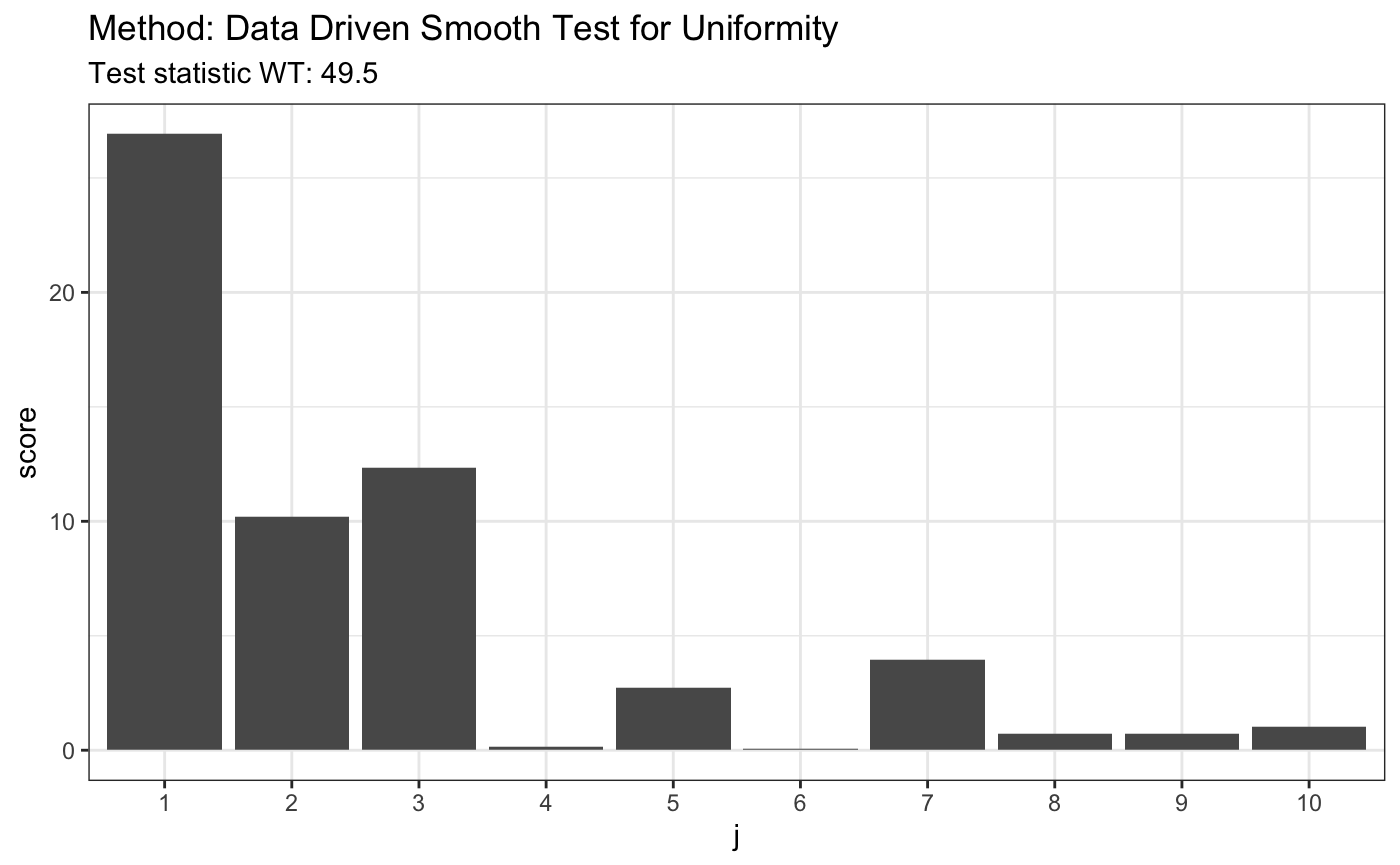 Method: Data Driven Smooth Test for Uniformity
Test statistic WT: 49.5
score
20
10
0
1 2 3 4 5 6 7 8 9 10
j